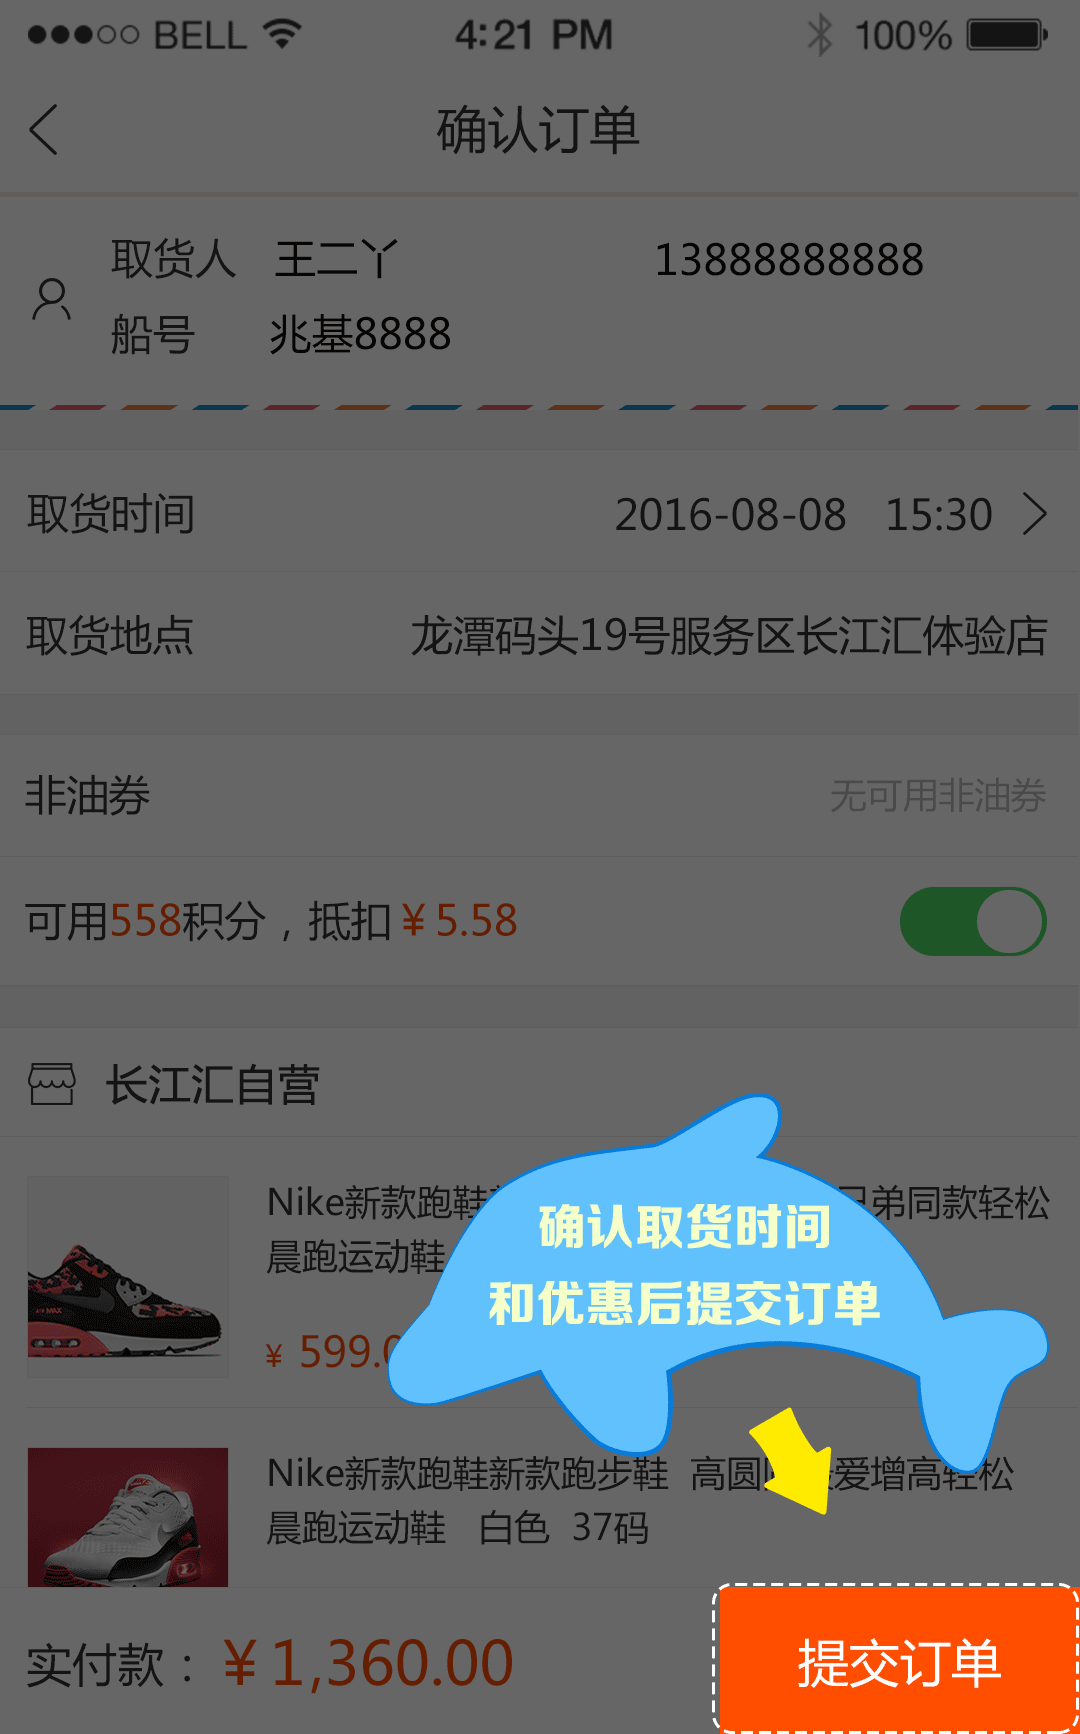 BELL 4:21 PM 100%
确认订单
取货人 王二丫 13888888888
船号 兆基8888
取货时间 2016-08-08 15:30
取货地点 龙潭码头19号服务区长江汇体验店
非油券 无可用非油券
可用558积分，抵扣¥5.58
长江汇自营
Nike新款跑鞋 兄弟同款轻松
晨跑运动鞋
¥ 599.0
确认取货时间
和优惠后提交订单
Nike新款跑鞋新款跑步鞋 高圆 爱增高轻松
晨跑运动鞋 白色 37码
实付款：¥1,360.00
提交订单